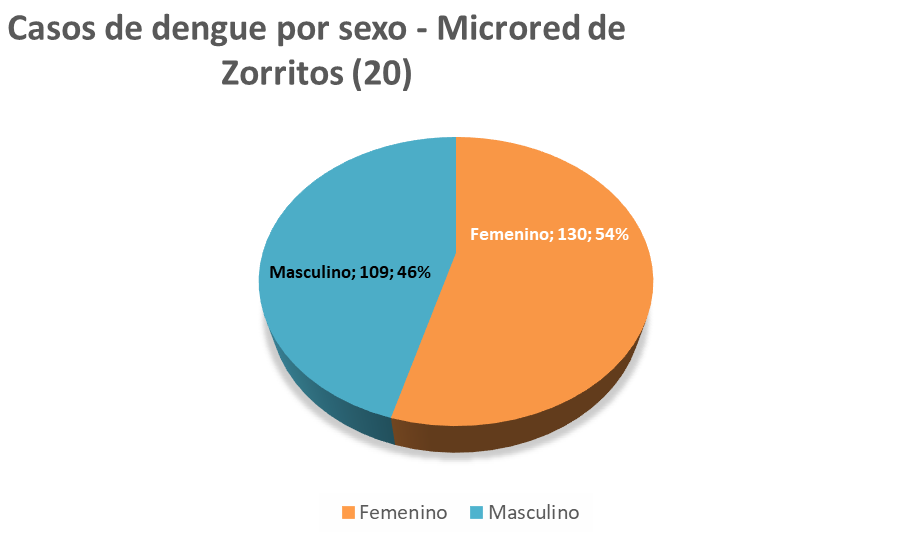 Casos de dengue por sexo - Microred de
Zorritos (20)
Femenino; 130; 54%
Masculino; 109; 46%
Femenino
Masculino